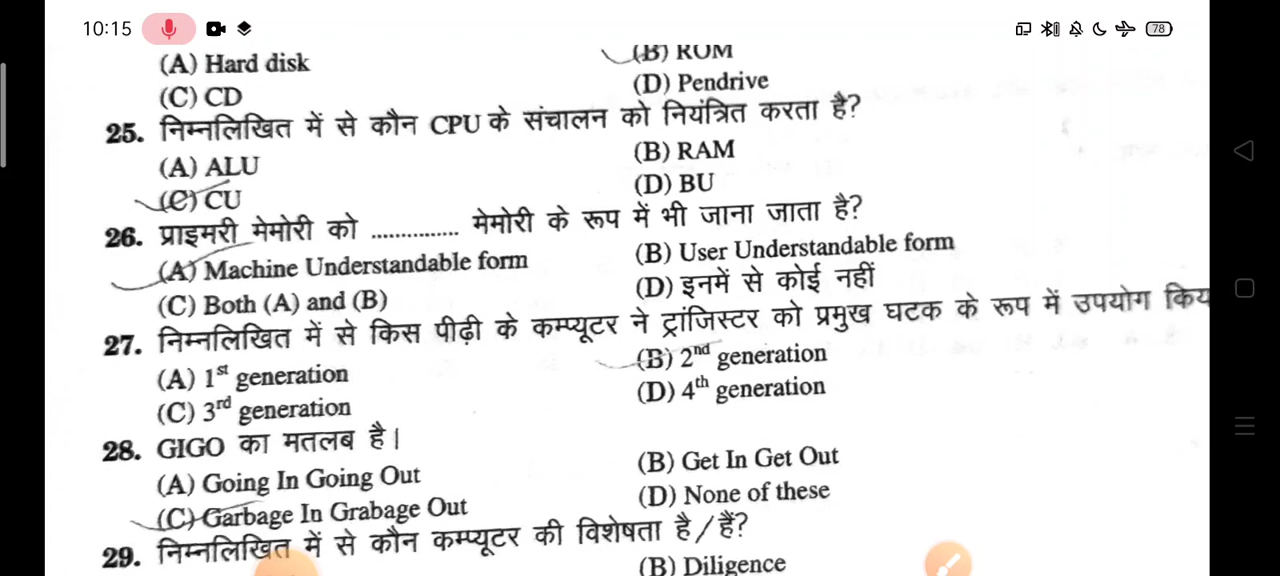 10:15
78
(A) Hard disk (B) ROM
(C) CD (D) Pendrive
25. निम्नलिखित में से कौन CPU के संचालन को नियंत्रित करता है?
(A) ALU (B) RAM
(C) CU (D) BU
26. प्राइमरी मेमोरी को ............... मेमोरी के रूप में भी जाना जाता है?
(A) Machine Understandable form (B) User Understandable form
(C) Both (A) and (B) (D) इनमें से कोई नहीं
27. निम्नलिखित में से किस पीढ़ी के कम्प्यूटर ने ट्रांजिस्टर को प्रमुख घटक के रूप में उपयोग किय
(A) 1st generation (B) 2nd generation
(C) 3rd generation (D) 4th generation
28. GIGO का मतलब है।
(A) Going In Going Out (B) Get In Get Out
(C) Garbage In Grabage Out (D) None of these
29. निम्नलिखित में से कौन कम्प्यूटर की विशेषता है/हैं?
(B) Diligence